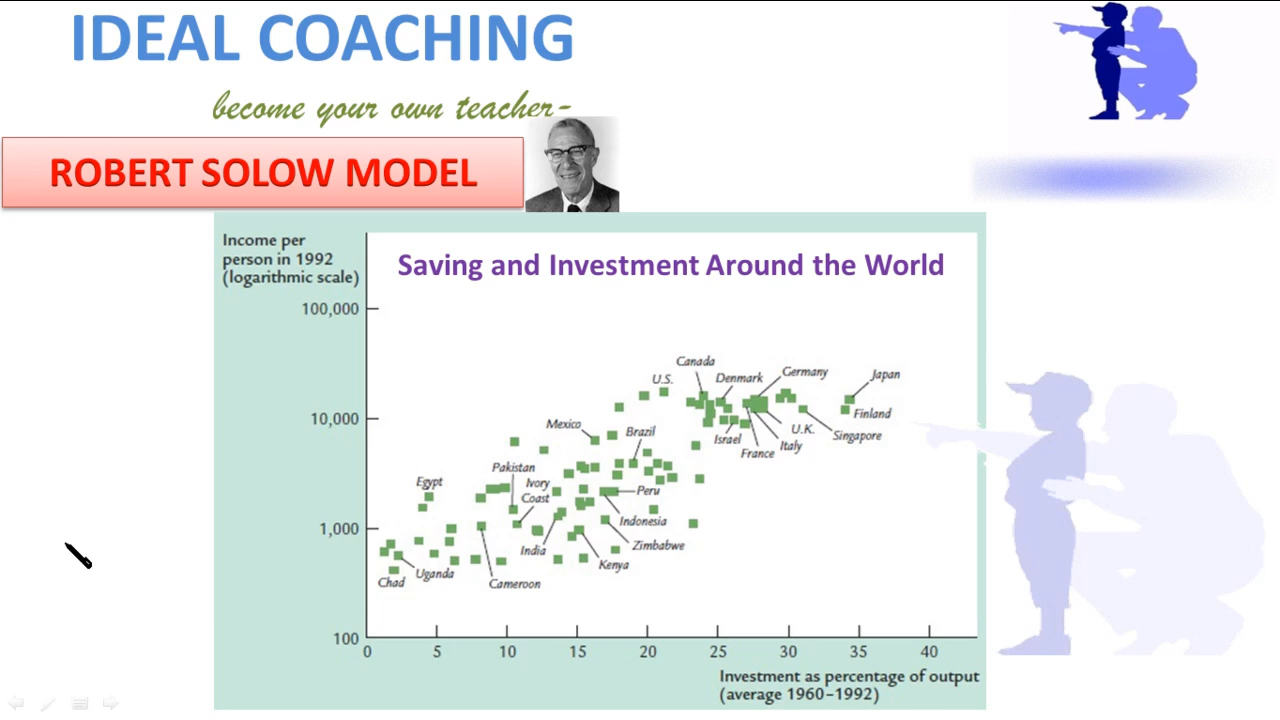 IDEAL COACHING
become your own teacher-
ROBERT SOLOW MODEL
Income per
person in 1992
(logarithmic scale)
Saving and Investment Around the World
100,000
10,000
1,000
100
Canada
U.S.
Denmark
Germany
Japan
Finland
Mexico
Brazil
Israel
U.K.
Singapore
France
Italy
Pakistan
Egypt
Ivory
Coast
Peru
Indonesia
India
Zimbabwe
Kenya
Chad
Uganda
Cameroon
0 5 10 15 20 25 30 35 40
Investment as percentage of output
(average 1960–1992)